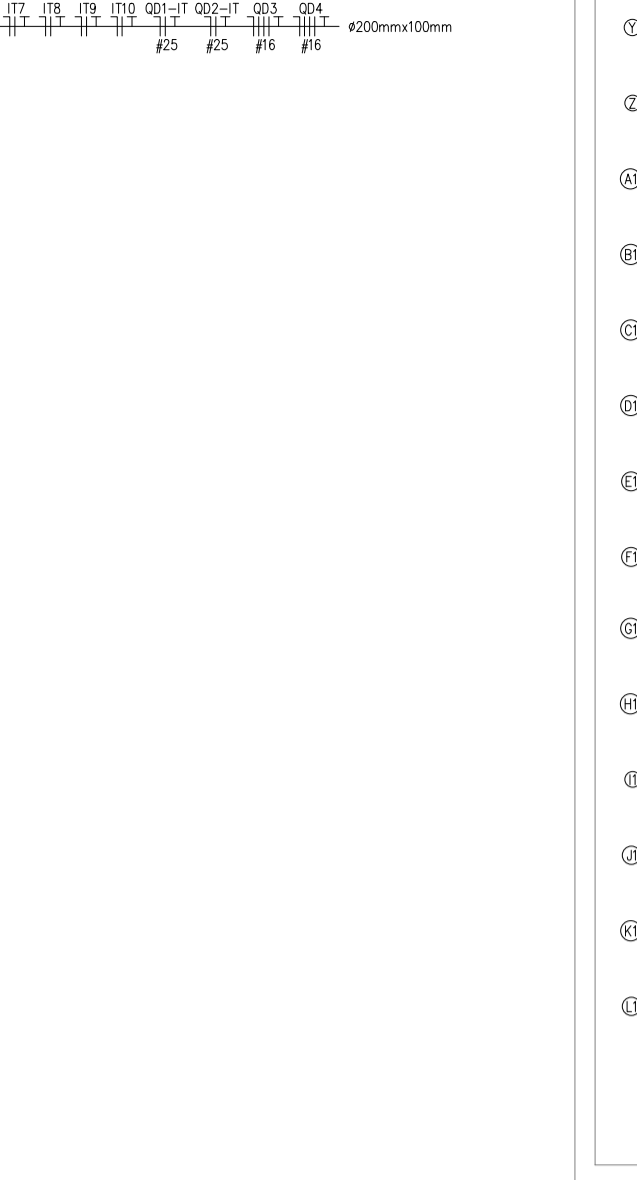 IT7 IT8 IT9 IT10 QD1-IT QD2-IT QD3 QD4
ø200mmx100mm
#25 #25 #16 #16
Y
Z
A1
B1
C1
D1
E1
F1
G1
H1
I1
J1
K1
L1